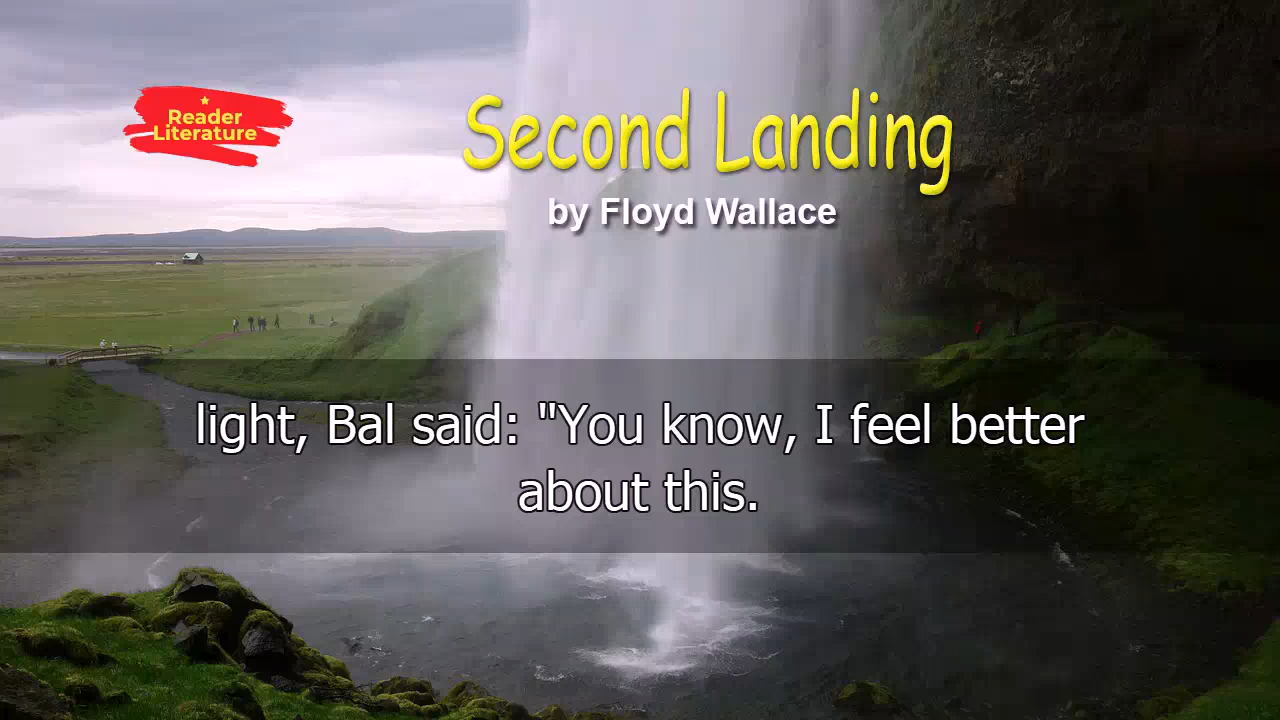 Reader
Literature
Second Landing
by Floyd Wallace
light, Bal said: "You know, I feel better
about this.